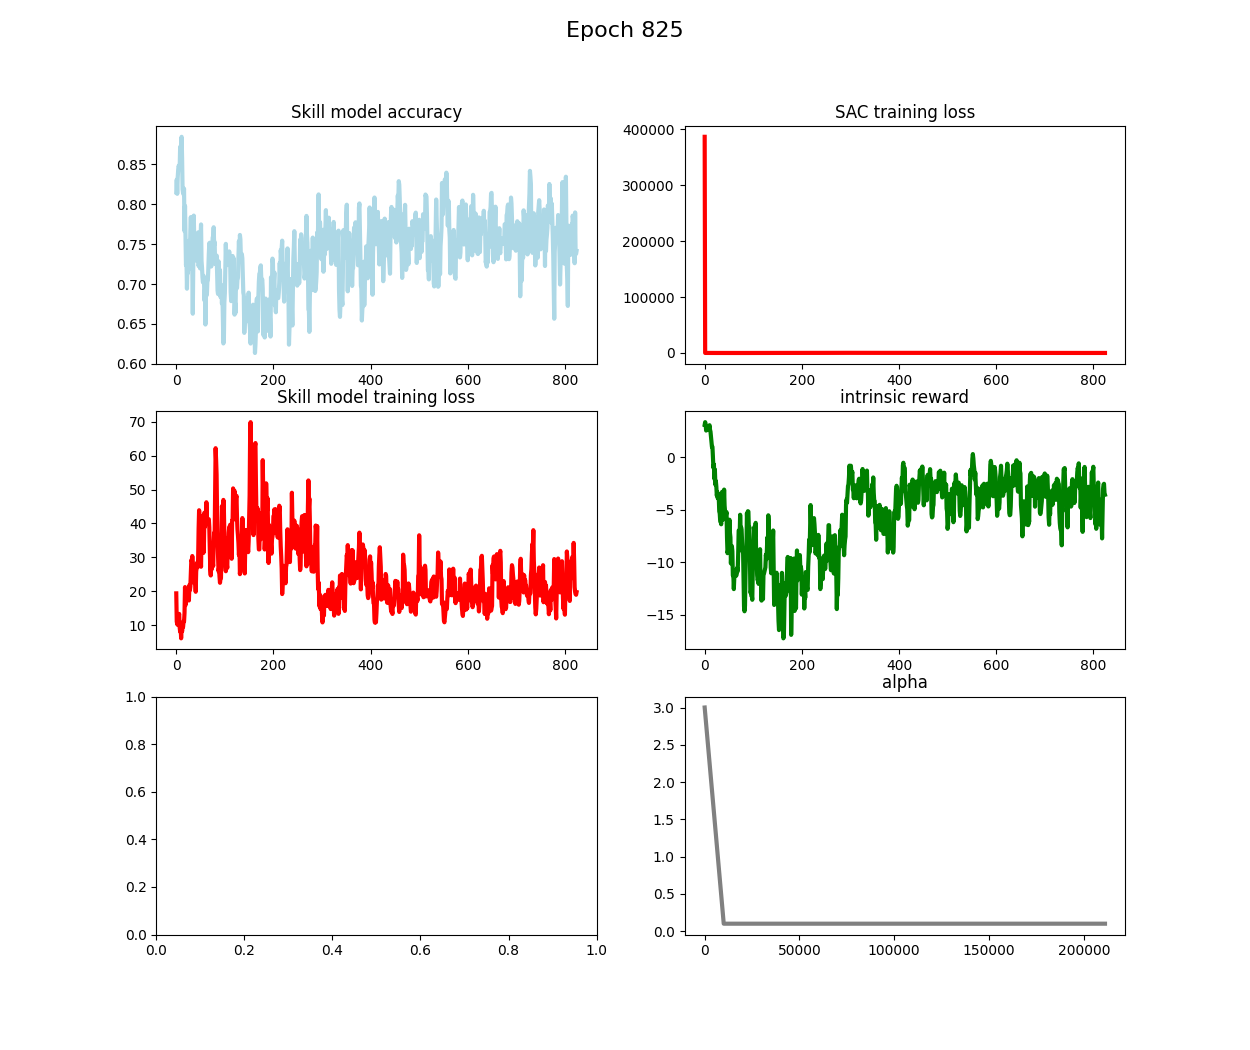 Epoch 825
Skill model accuracy
0.85
0.80
0.75
0.70
0.65
0.60
0 200 400 600 800
SAC training loss
400000
300000
200000
100000
0
0 200 400 600 800
Skill model training loss
70
60
50
40
30
20
10
0 200 400 600 800
intrinsic reward
0
−5
−10
−15
0 200 400 600 800
1.0
0.8
0.6
0.4
0.2
0.0
0.0 0.2 0.4 0.6 0.8 1.0
alpha
3.0
2.5
2.0
1.5
1.0
0.5
0.0
0 50000 100000 150000 200000